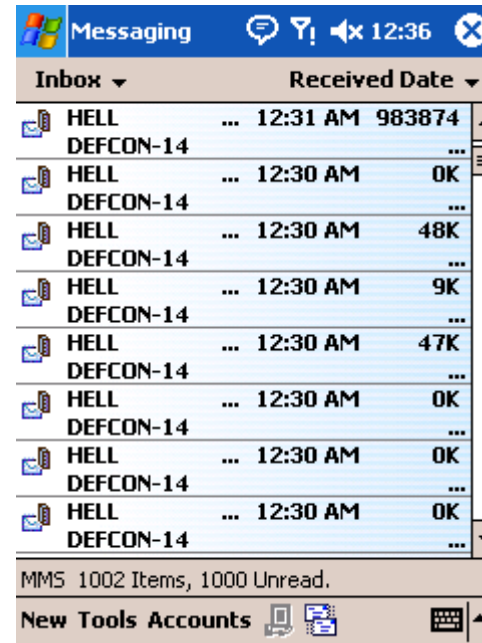 Messaging 12:36
Inbox Received Date
HELL ... 12:31 AM 983874
DEFCON-14 ...
HELL ... 12:30 AM 0K
DEFCON-14 ...
HELL ... 12:30 AM 48K
DEFCON-14 ...
HELL ... 12:30 AM 9K
DEFCON-14 ...
HELL ... 12:30 AM 47K
DEFCON-14 ...
HELL ... 12:30 AM 0K
DEFCON-14 ...
HELL ... 12:30 AM 0K
DEFCON-14 ...
HELL ... 12:30 AM 0K
DEFCON-14 ...
MMS 1002 Items, 1000 Unread.
New Tools Accounts